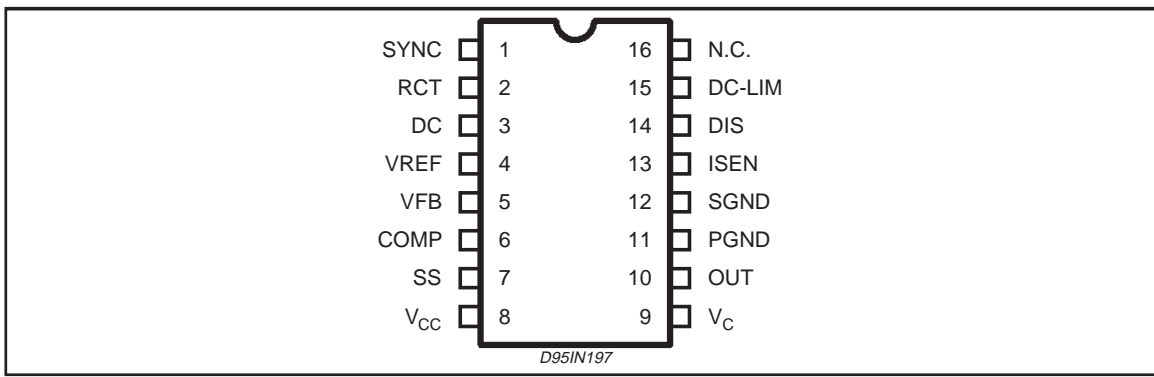 SYNC 1 16 N.C.
RCT 2 15 DC-LIM
DC 3 14 DIS
VREF 4 13 ISEN
VFB 5 12 SGND
COMP 6 11 PGND
SS 7 10 OUT
VCC 8 9 VC
D95IN197